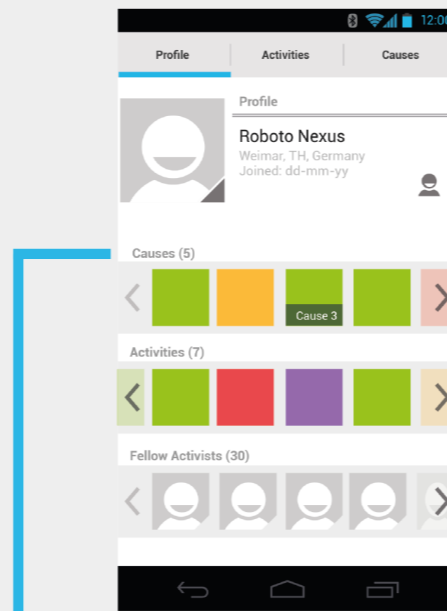 12:00
Profile
Activities
Causes
Profile
Roboto Nexus
Weimar, TH, Germany
Joined: dd-mm-yy
Causes (5)
Cause 3
Activities (7)
Fellow Activists (30)